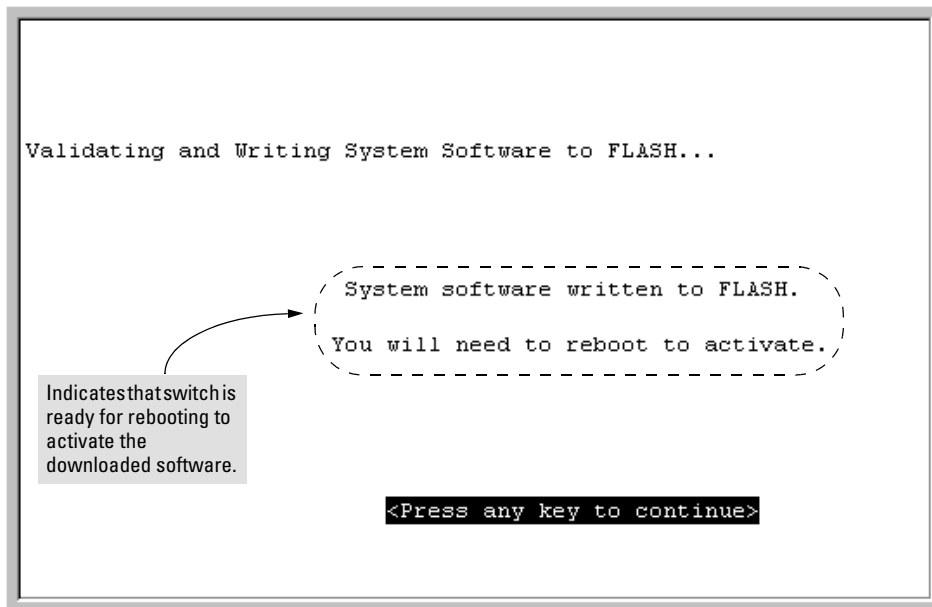 Validating and Writing System Software to FLASH...
System software written to FLASH.
You will need to reboot to activate.
Indicates that switch is
ready for rebooting to
activate the
downloaded software.
<Press any key to continue>